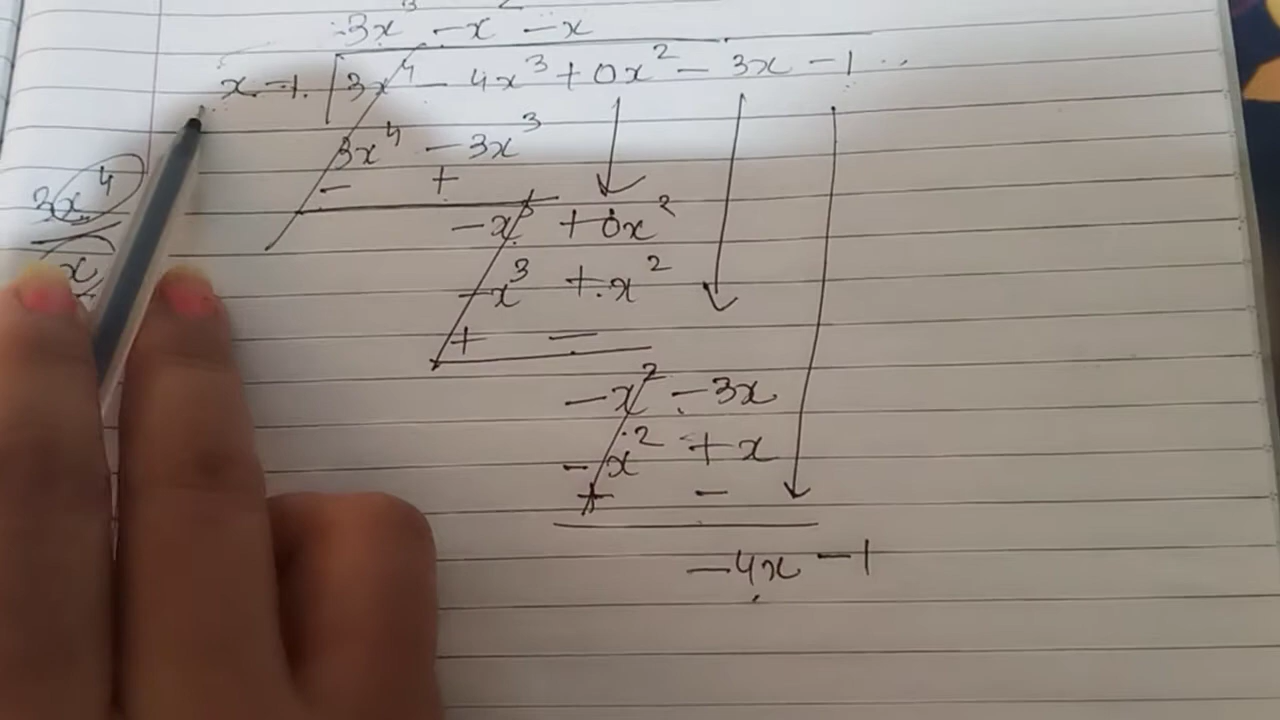 3x³ - x² - x
x - 1 3x⁴ - 4x³ + 0x² - 3x - 1
3x⁴ - 3x³
- +
3x⁴
x
- x³ + 0x²
- x³ + x²
+ -
- x² - 3x
- x² + x
+ -
- 4x - 1